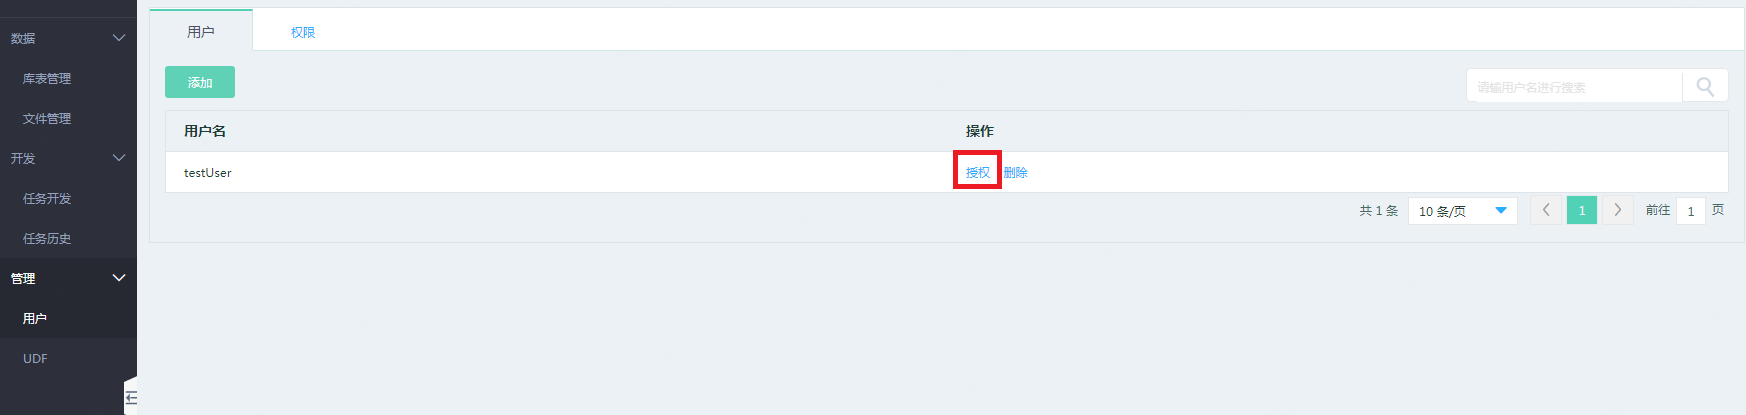 数据
库表管理
文件管理
开发
任务开发
任务历史
管理
用户
UDF
用户 权限
添加
请输用户名进行搜索
用户名 操作
testUser 授权 删除
共 1 条 10 条/页 1 前往 1 页